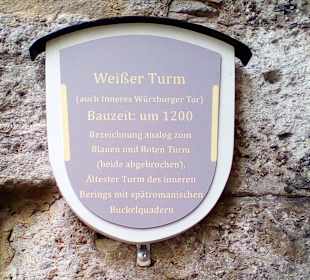 Weißer Turm
(auch Inneres Würzburger Tor)
Bauzeit: um 1200
Bezeichnung analog zum
Blauen und Roten Turm
(beide abgebrochen).
Ältester Turm des inneren
Berings mit spätromanischen
Buckelquadern